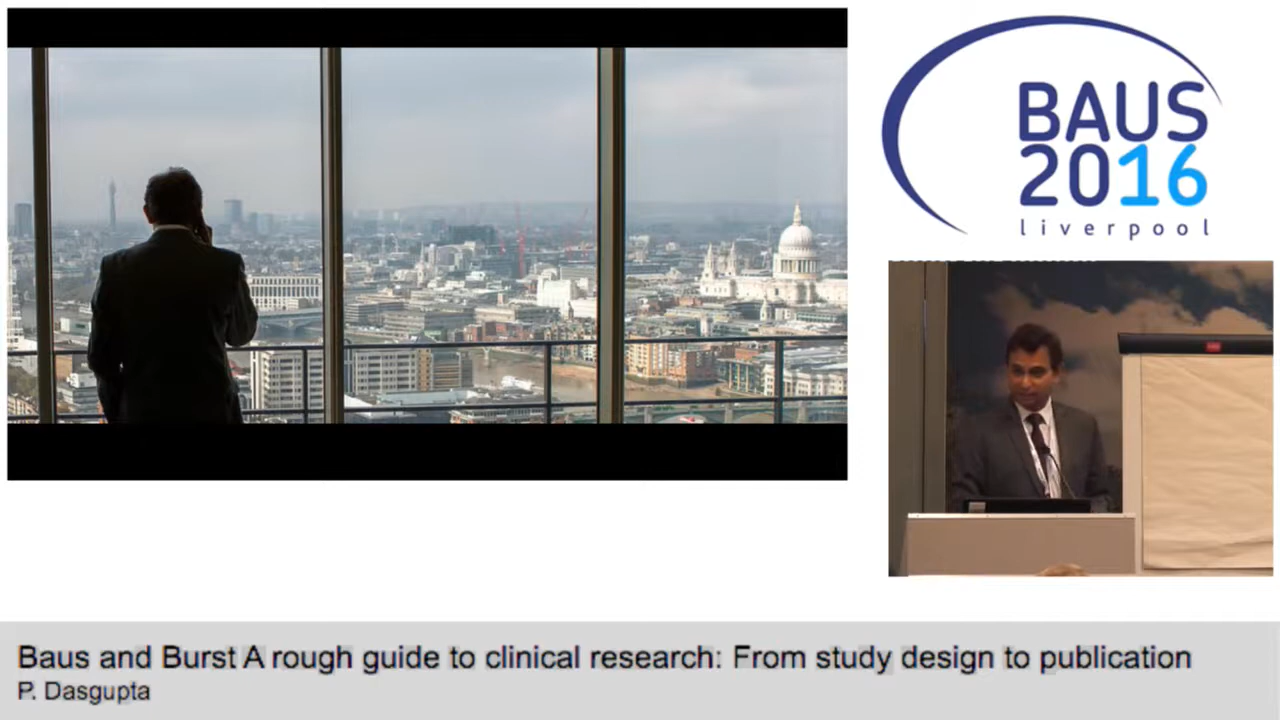 BAUS
2016
liverpool
Baus and Burst A rough guide to clinical research: From study design to publication
P. Dasgupta